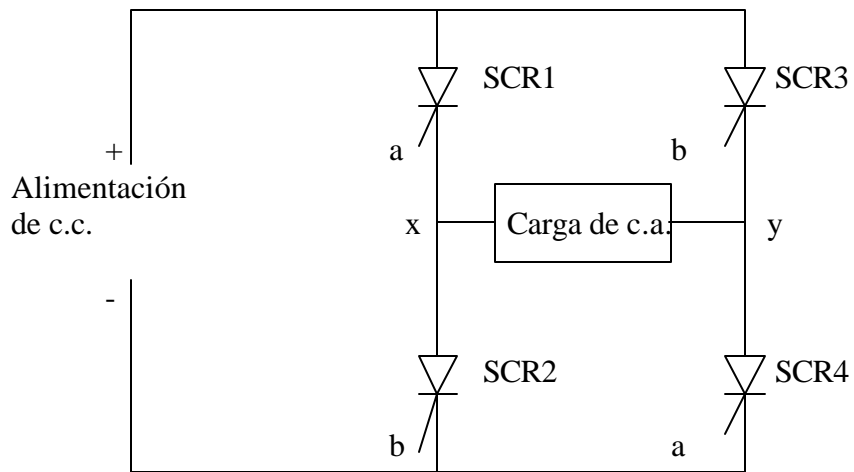 SCR1
SCR3
a
b
+
Alimentación
de c.c.
x
Carga de c.a.
y
-
SCR2
SCR4
b
a